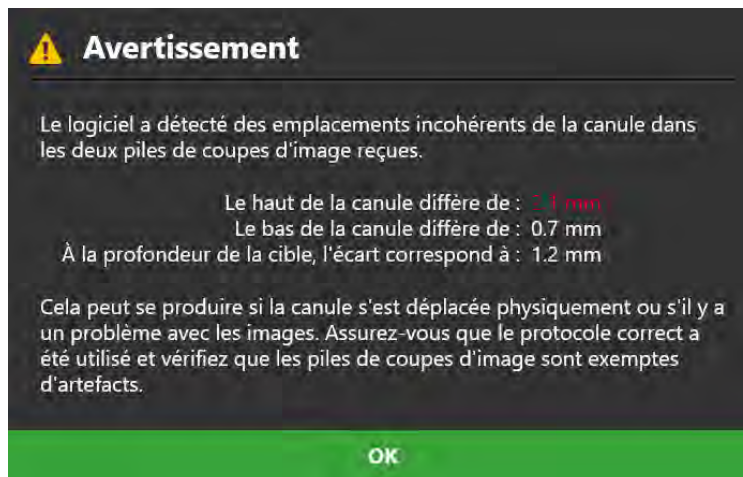 Avertissement
Le logiciel a détecté des emplacements incohérents de la canule dans
les deux piles de coupes d'image reçues.
Le haut de la canule diffère de : mm
Le bas de la canule diffère de : 0.7 mm
À la profondeur de la cible, l'écart correspond à : 1.2 mm
Cela peut se produire si la canule s'est déplacée physiquement ou s'il y a
un problème avec les images. Assurez-vous que le protocole correct a
été utilisé et vérifiez que les piles de coupes d'image sont exemptes
d'artefacts.
OK